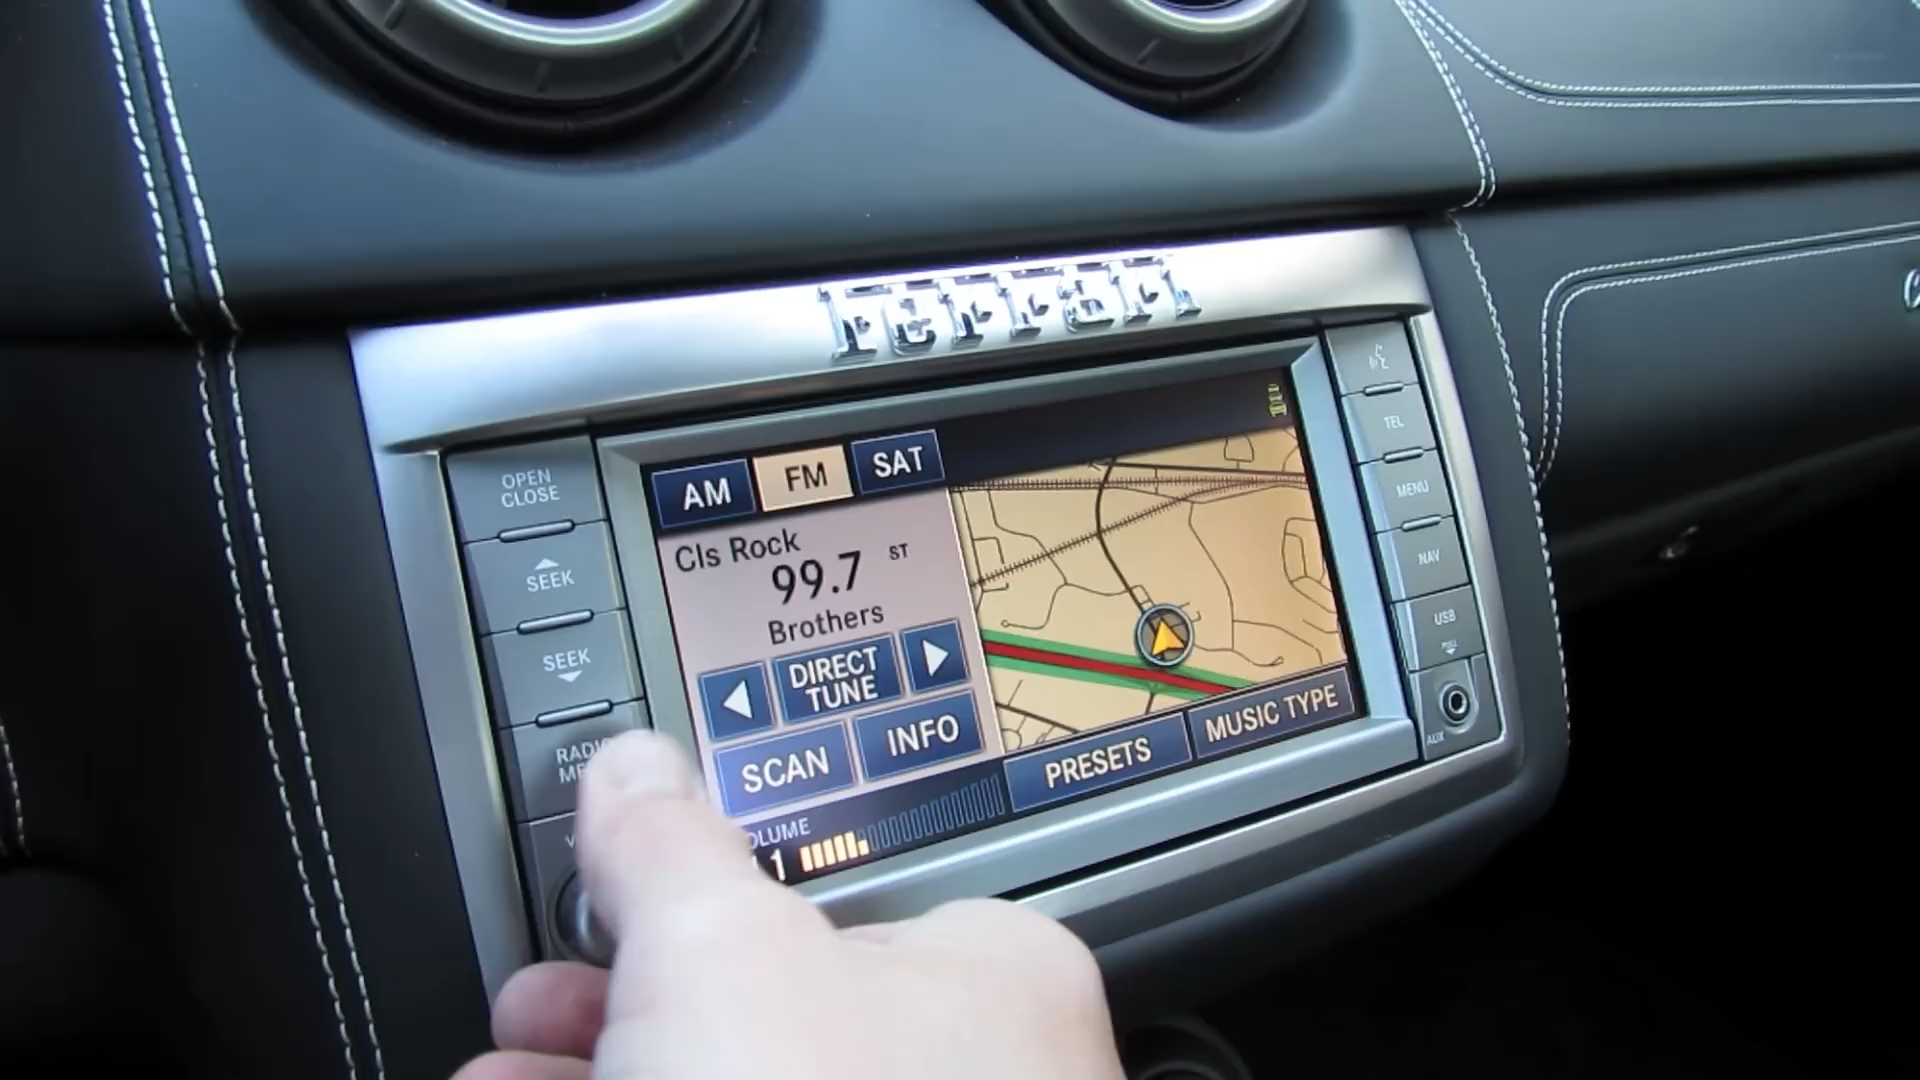 Ferrari
OPEN
CLOSE
SEEK
SEEK
AM
FM
SAT
Cls Rock
99.7
ST
Brothers
DIRECT
TUNE
SCAN
INFO
PRESETS
MUSIC TYPE
TEL
MENU
NAV
USB
AUX